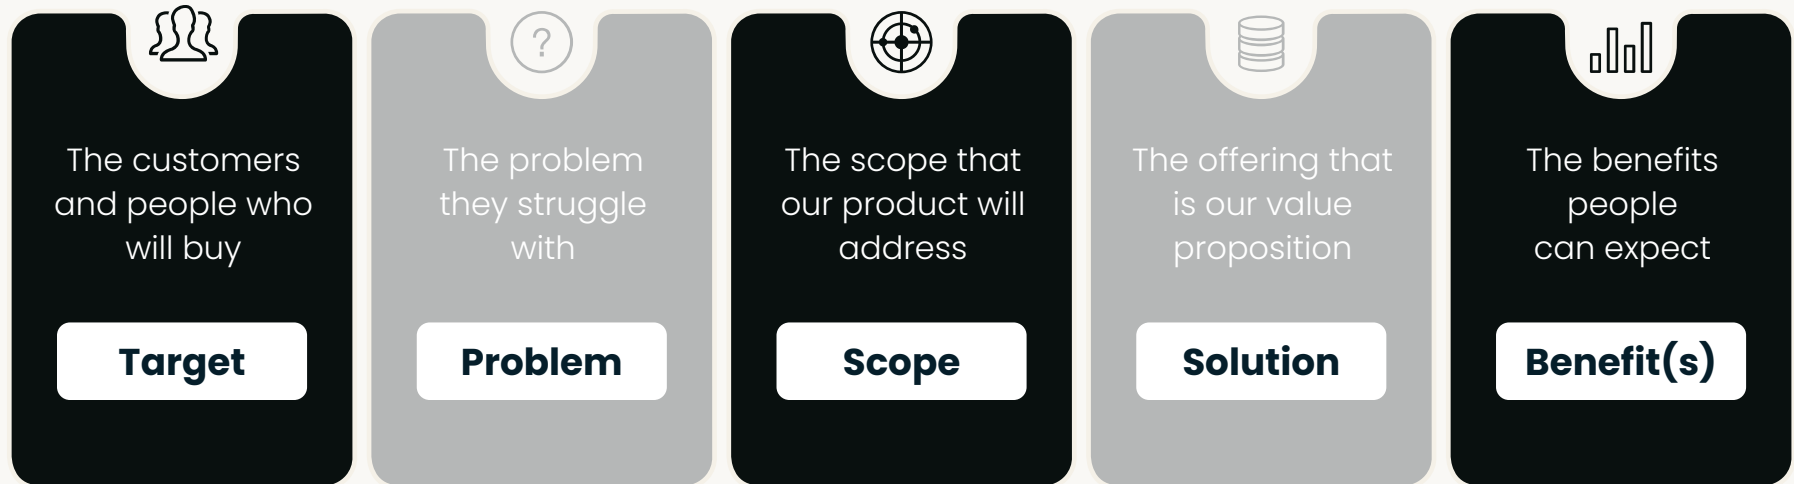 The customers
and people who
will buy
Target
?
The problem
they struggle
with
Problem
The scope that
our product will
address
Scope
The offering that
is our value
proposition
Solution
The benefits
people
can expect
Benefit(s)